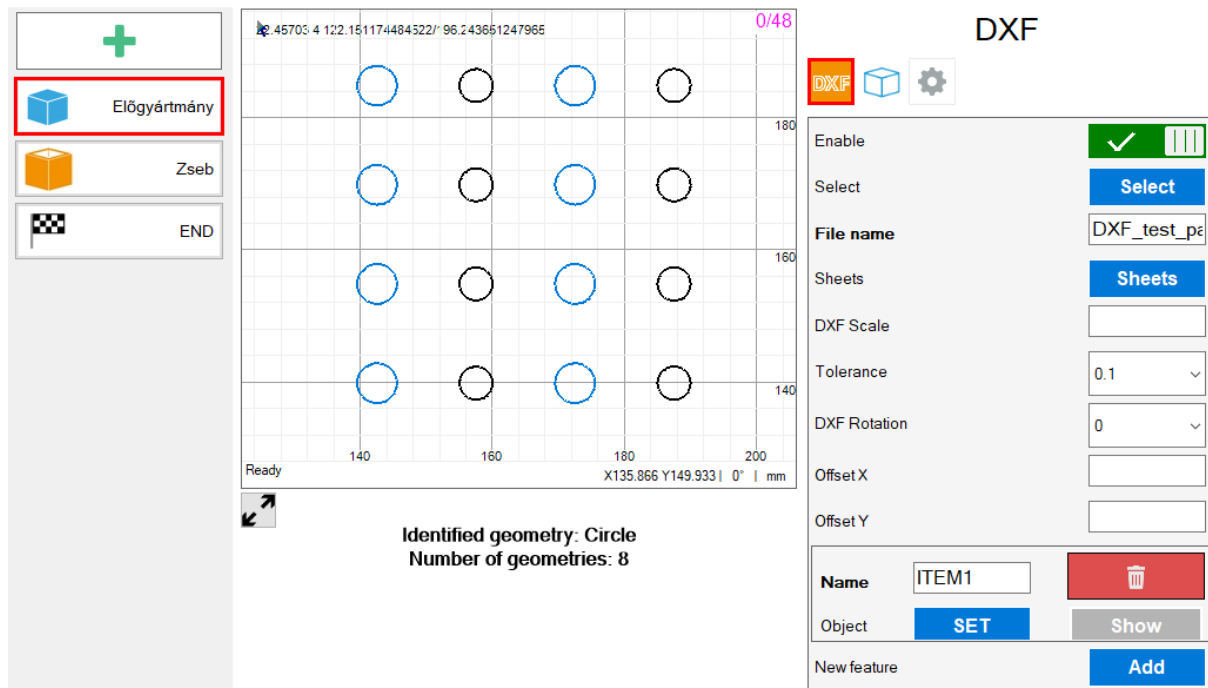 Előgyártmány
Zseb
END
0/48
180
160
140
140
160
180
200
Ready
X135.866 Y149.933 | 0° | mm
Identified geometry: Circle
Number of geometries: 8
DXF
DXF
Enable
Select
Select
File name
DXF_test_pa
Sheets
Sheets
DXF Scale
Tolerance
0.1
DXF Rotation
0
Offset X
Offset Y
Name
ITEM1
Object
SET
Show
New feature
Add